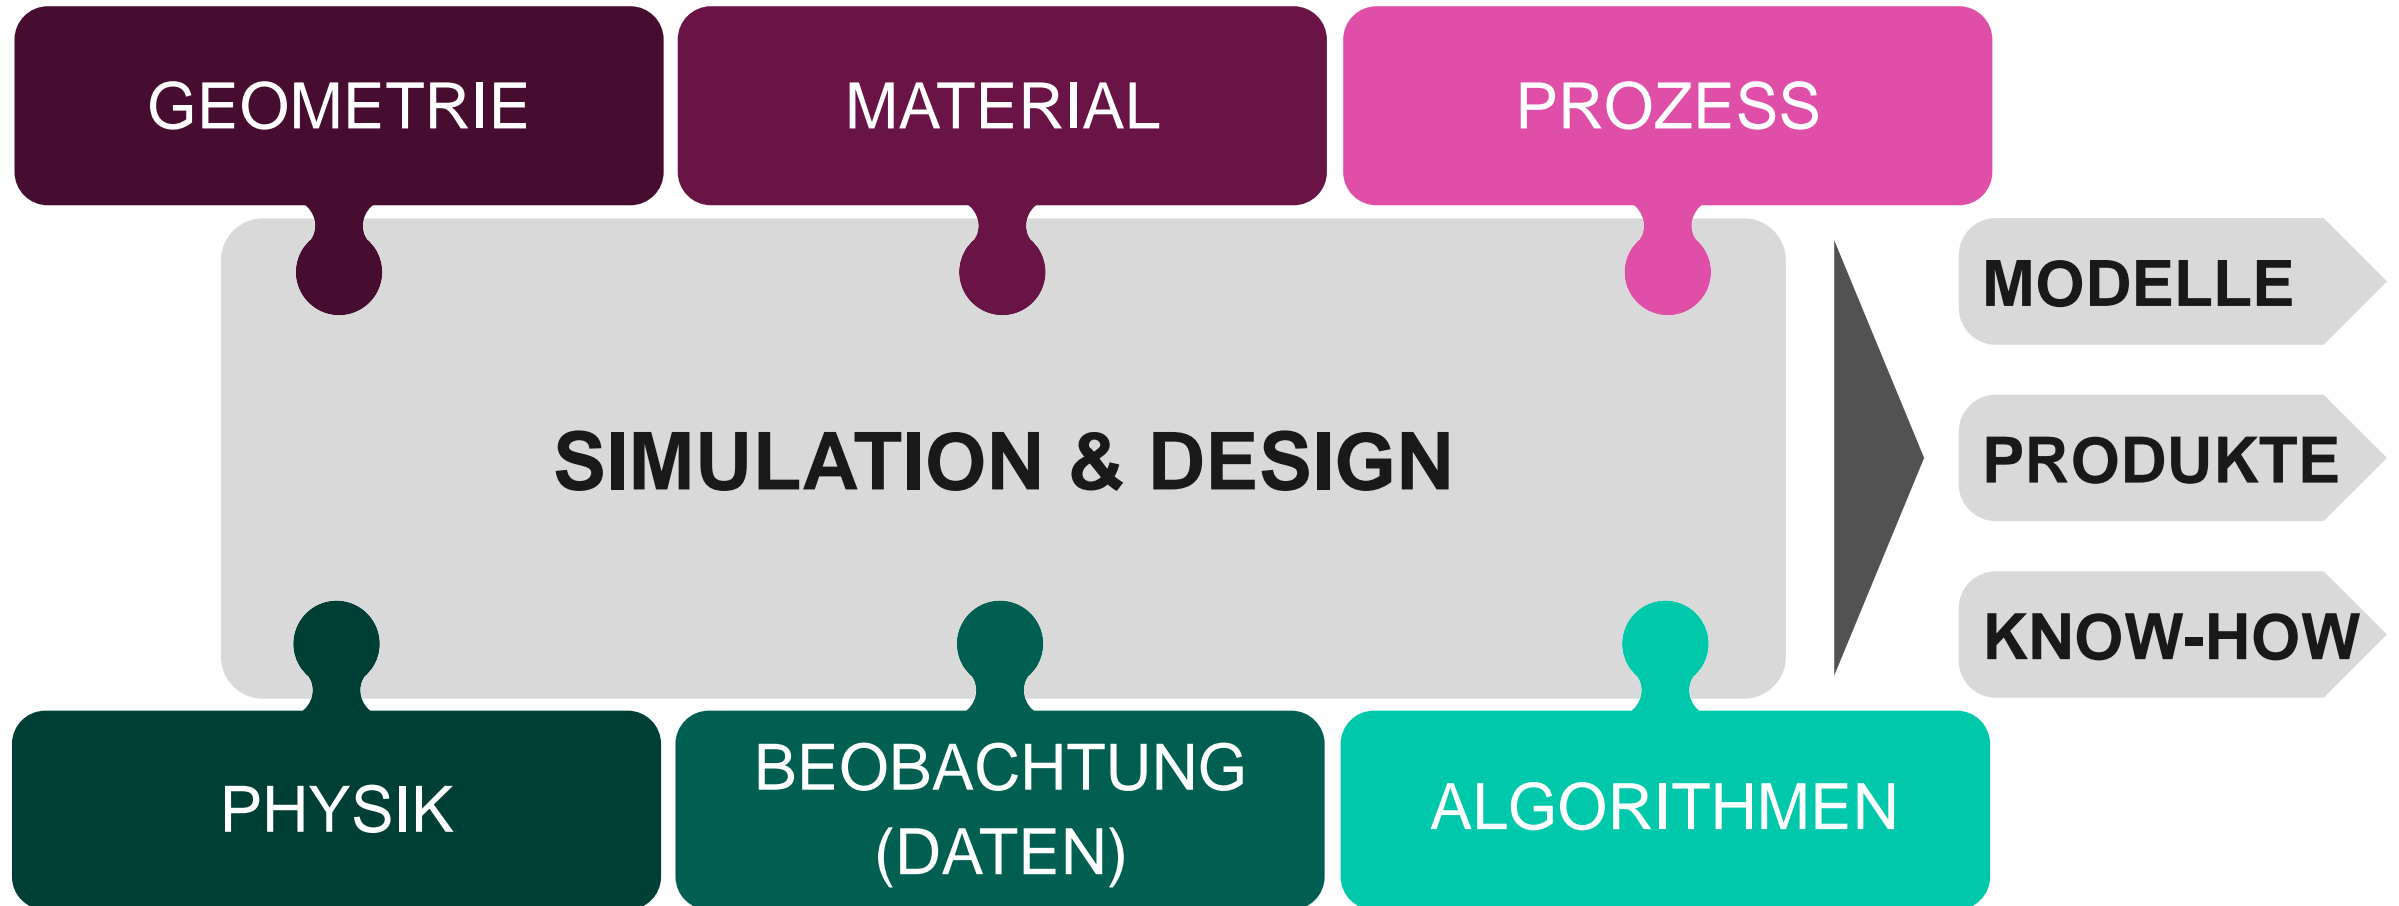 GEOMETRIE
MATERIAL
PROZESS
SIMULATION & DESIGN
MODELLE
PRODUKTE
KNOW-HOW
PHYSIK
BEOBACHTUNG
(DATEN)
ALGORITHMEN